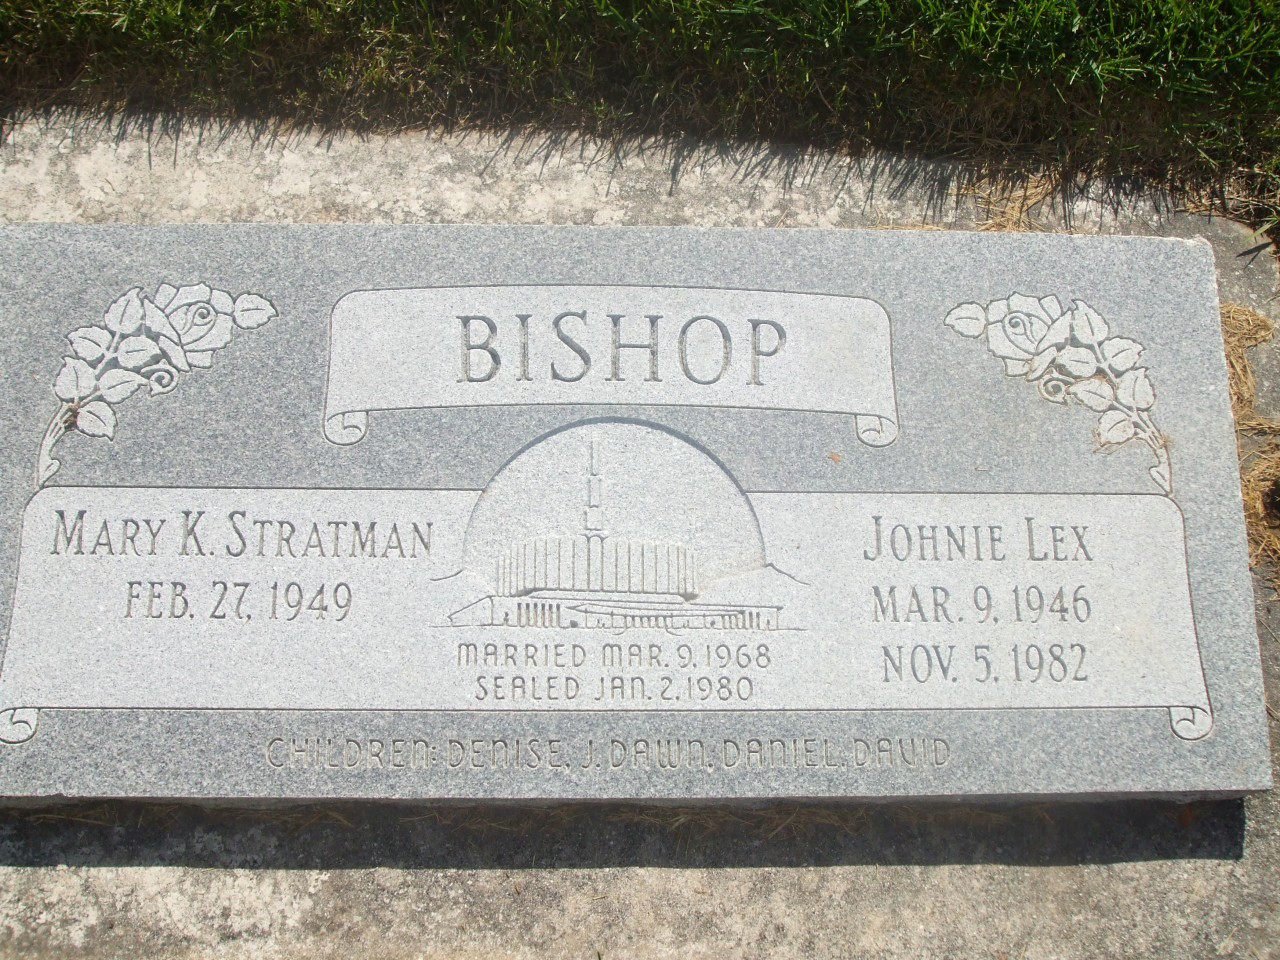 BISHOP
MARY K. STRATMAN
FEB. 27, 1949
JOHNIE LEX
MAR. 9, 1946
NOV. 5, 1982
MARRIED MAR. 9, 1968
SEALED JAN. 2, 1980
CHILDREN: DENISE, J. DAWN, DANIEL, DAVID